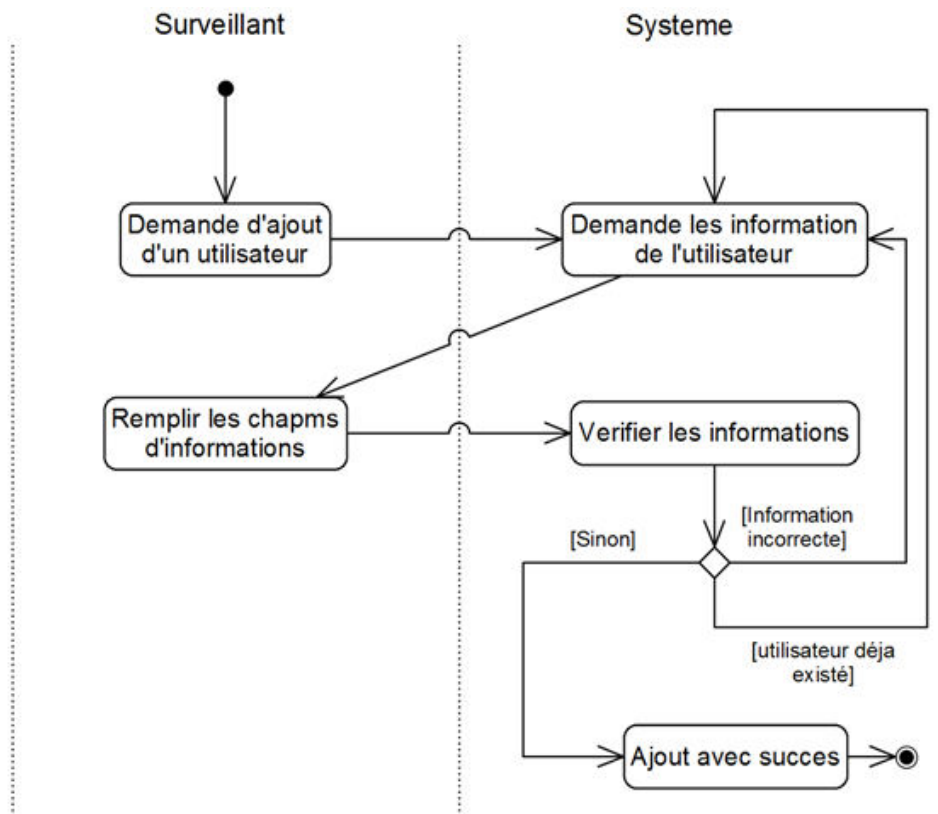 Surveillant
Systeme
Demande d'ajout
d'un utilisateur
Demande les information
de l'utilisateur
Remplir les chapms
d'informations
Verifier les informations
[Sinon]
[Information
incorrecte]
[utilisateur déja
existé]
Ajout avec succes